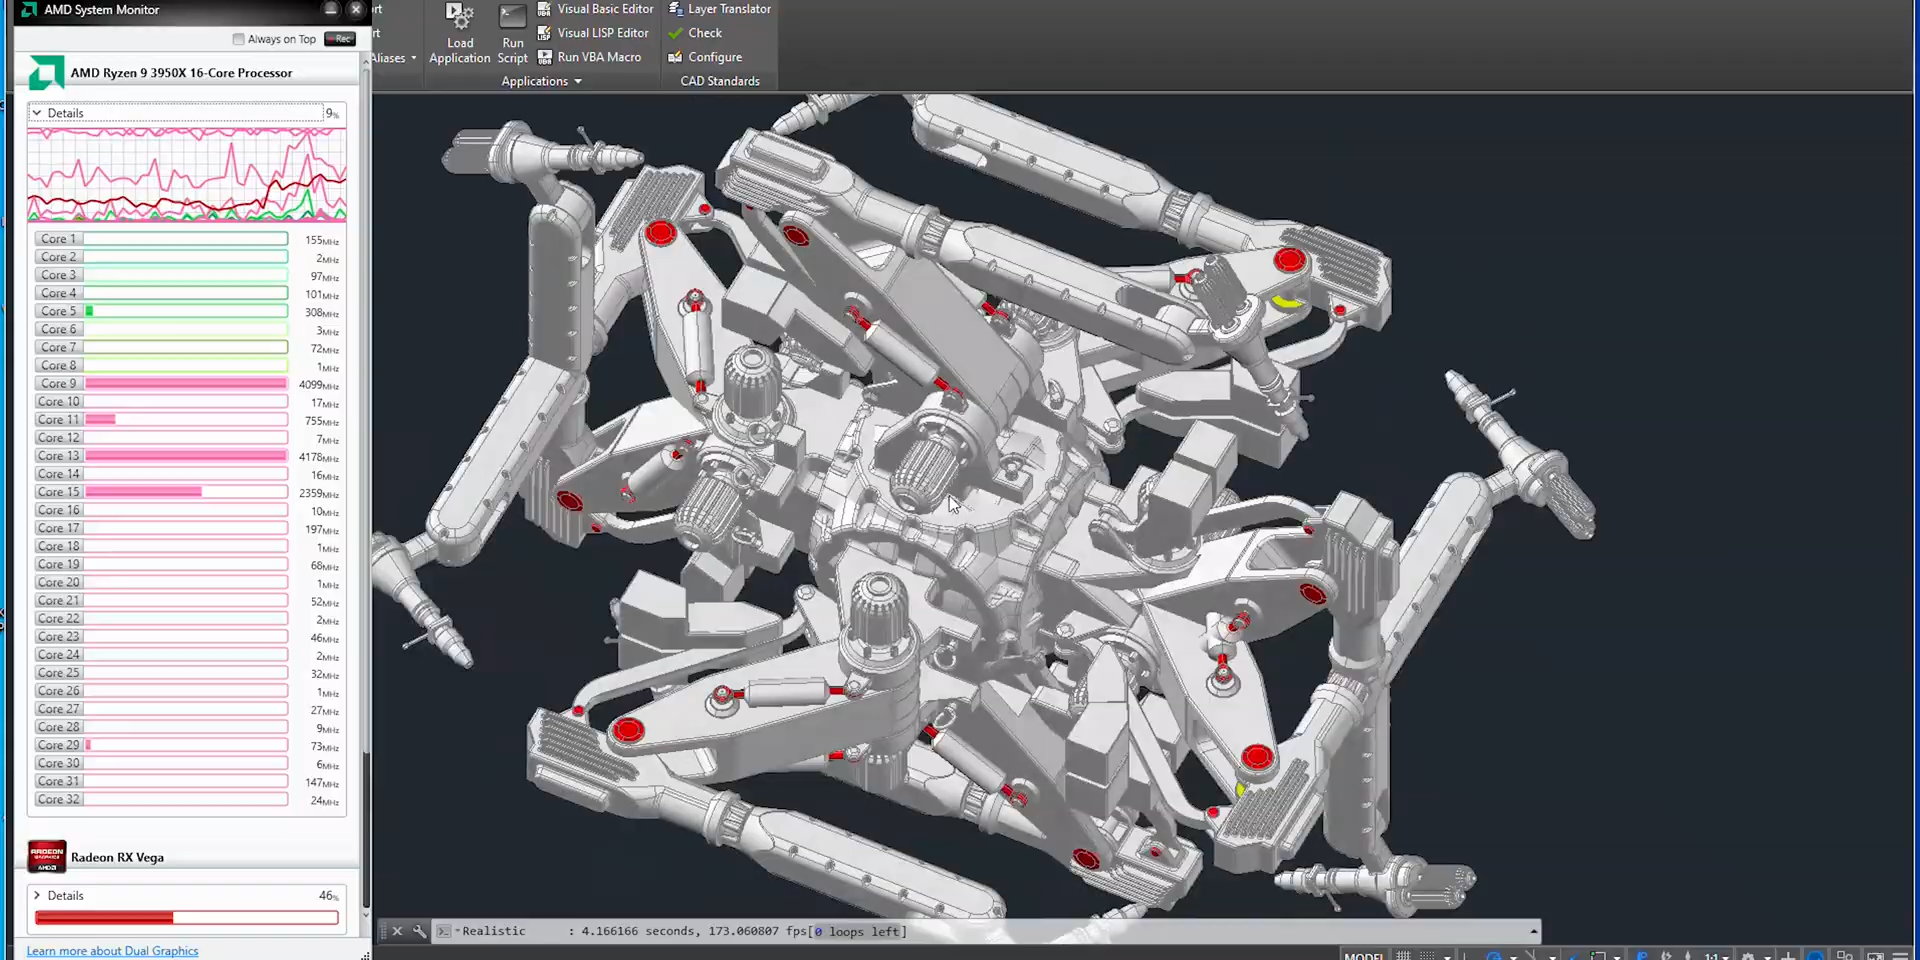 AMD System Monitor
Always on Top Rec
AMD Ryzen 9 3950X 16-Core Processor
Details 9%
Core 1 155MHz
Core 2 2MHz
Core 3 97MHz
Core 4 101MHz
Core 5 308MHz
Core 6 3MHz
Core 7 72MHz
Core 8 1MHz
Core 9 4099MHz
Core 10 17MHz
Core 11 755MHz
Core 12 7MHz
Core 13 4178MHz
Core 14 16MHz
Core 15 2359MHz
Core 16 10MHz
Core 17 197MHz
Core 18 1MHz
Core 19 68MHz
Core 20 1MHz
Core 21 52MHz
Core 22 2MHz
Core 23 46MHz
Core 24 2MHz
Core 25 32MHz
Core 26 1MHz
Core 27 27MHz
Core 28 9MHz
Core 29 73MHz
Core 30 6MHz
Core 31 147MHz
Core 32 24MHz
RADEON
GRAPHICS
AMD
Radeon RX Vega
Details 46%
Learn more about Dual Graphics
ort
rt
Aliases
Load
Application
Run
Script
Visual Basic Editor
Visual LISP Editor
Run VBA Macro
Applications
Layer Translator
Check
Configure
CAD Standards
Realistic : 4.166166 seconds, 173.060807 fps[0 loops left]
MODEL
1:1